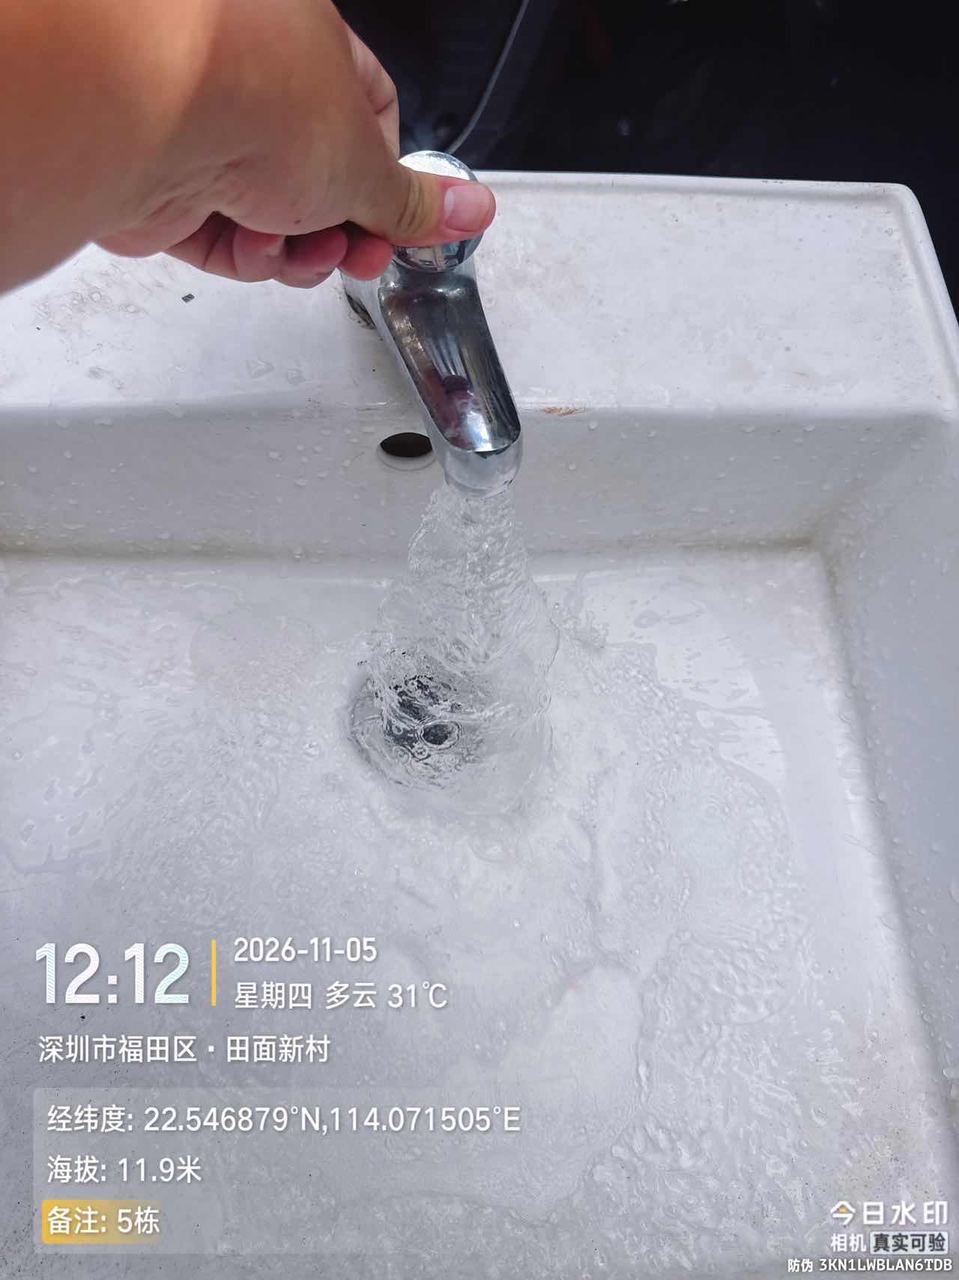 12:12
2026-11-05
星期四 多云 31℃
深圳市福田区·田面新村
经纬度: 22.546879°N,114.071505°E
海拔: 11.9米
备注: 5栋
今日水印
相机 真实可验
防伪 3KN1LWBLAN6TDB